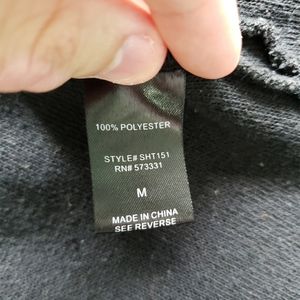 100% POLYESTER
STYLE# SHT151
RN# 573331
M
MADE IN CHINA
SEE REVERSE